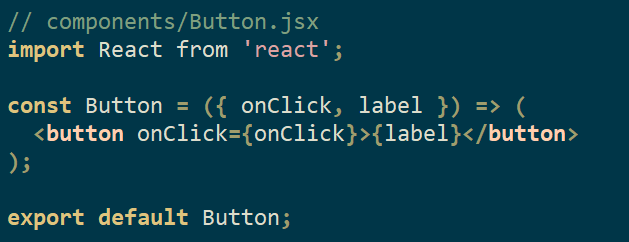 // components/Button.jsx
import React from 'react';

const Button = ({ onClick, label }) => (
  <button onClick={onClick}>{label}</button>
);

export default Button;